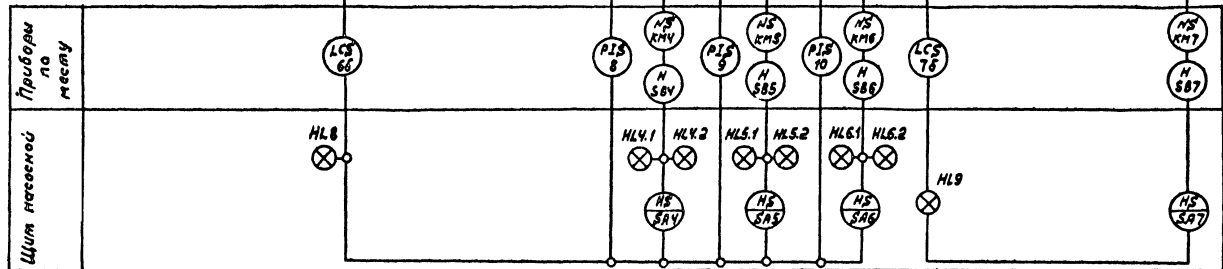 Приборы
по
месту
LCS
6б
PIS
8
NS
KM4
H
SB4
PIS
9
NS
KM5
H
SB5
PIS
10
NS
KM6
H
SB6
LCS
7б
NS
KM7
H
SB7
Щит насосной
HL8
HL4.1 HL4.2
HL5.1 HL5.2
HL6.1 HL6.2
HL9
HS
SA4
HS
SA5
HS
SA6
HS
SA7